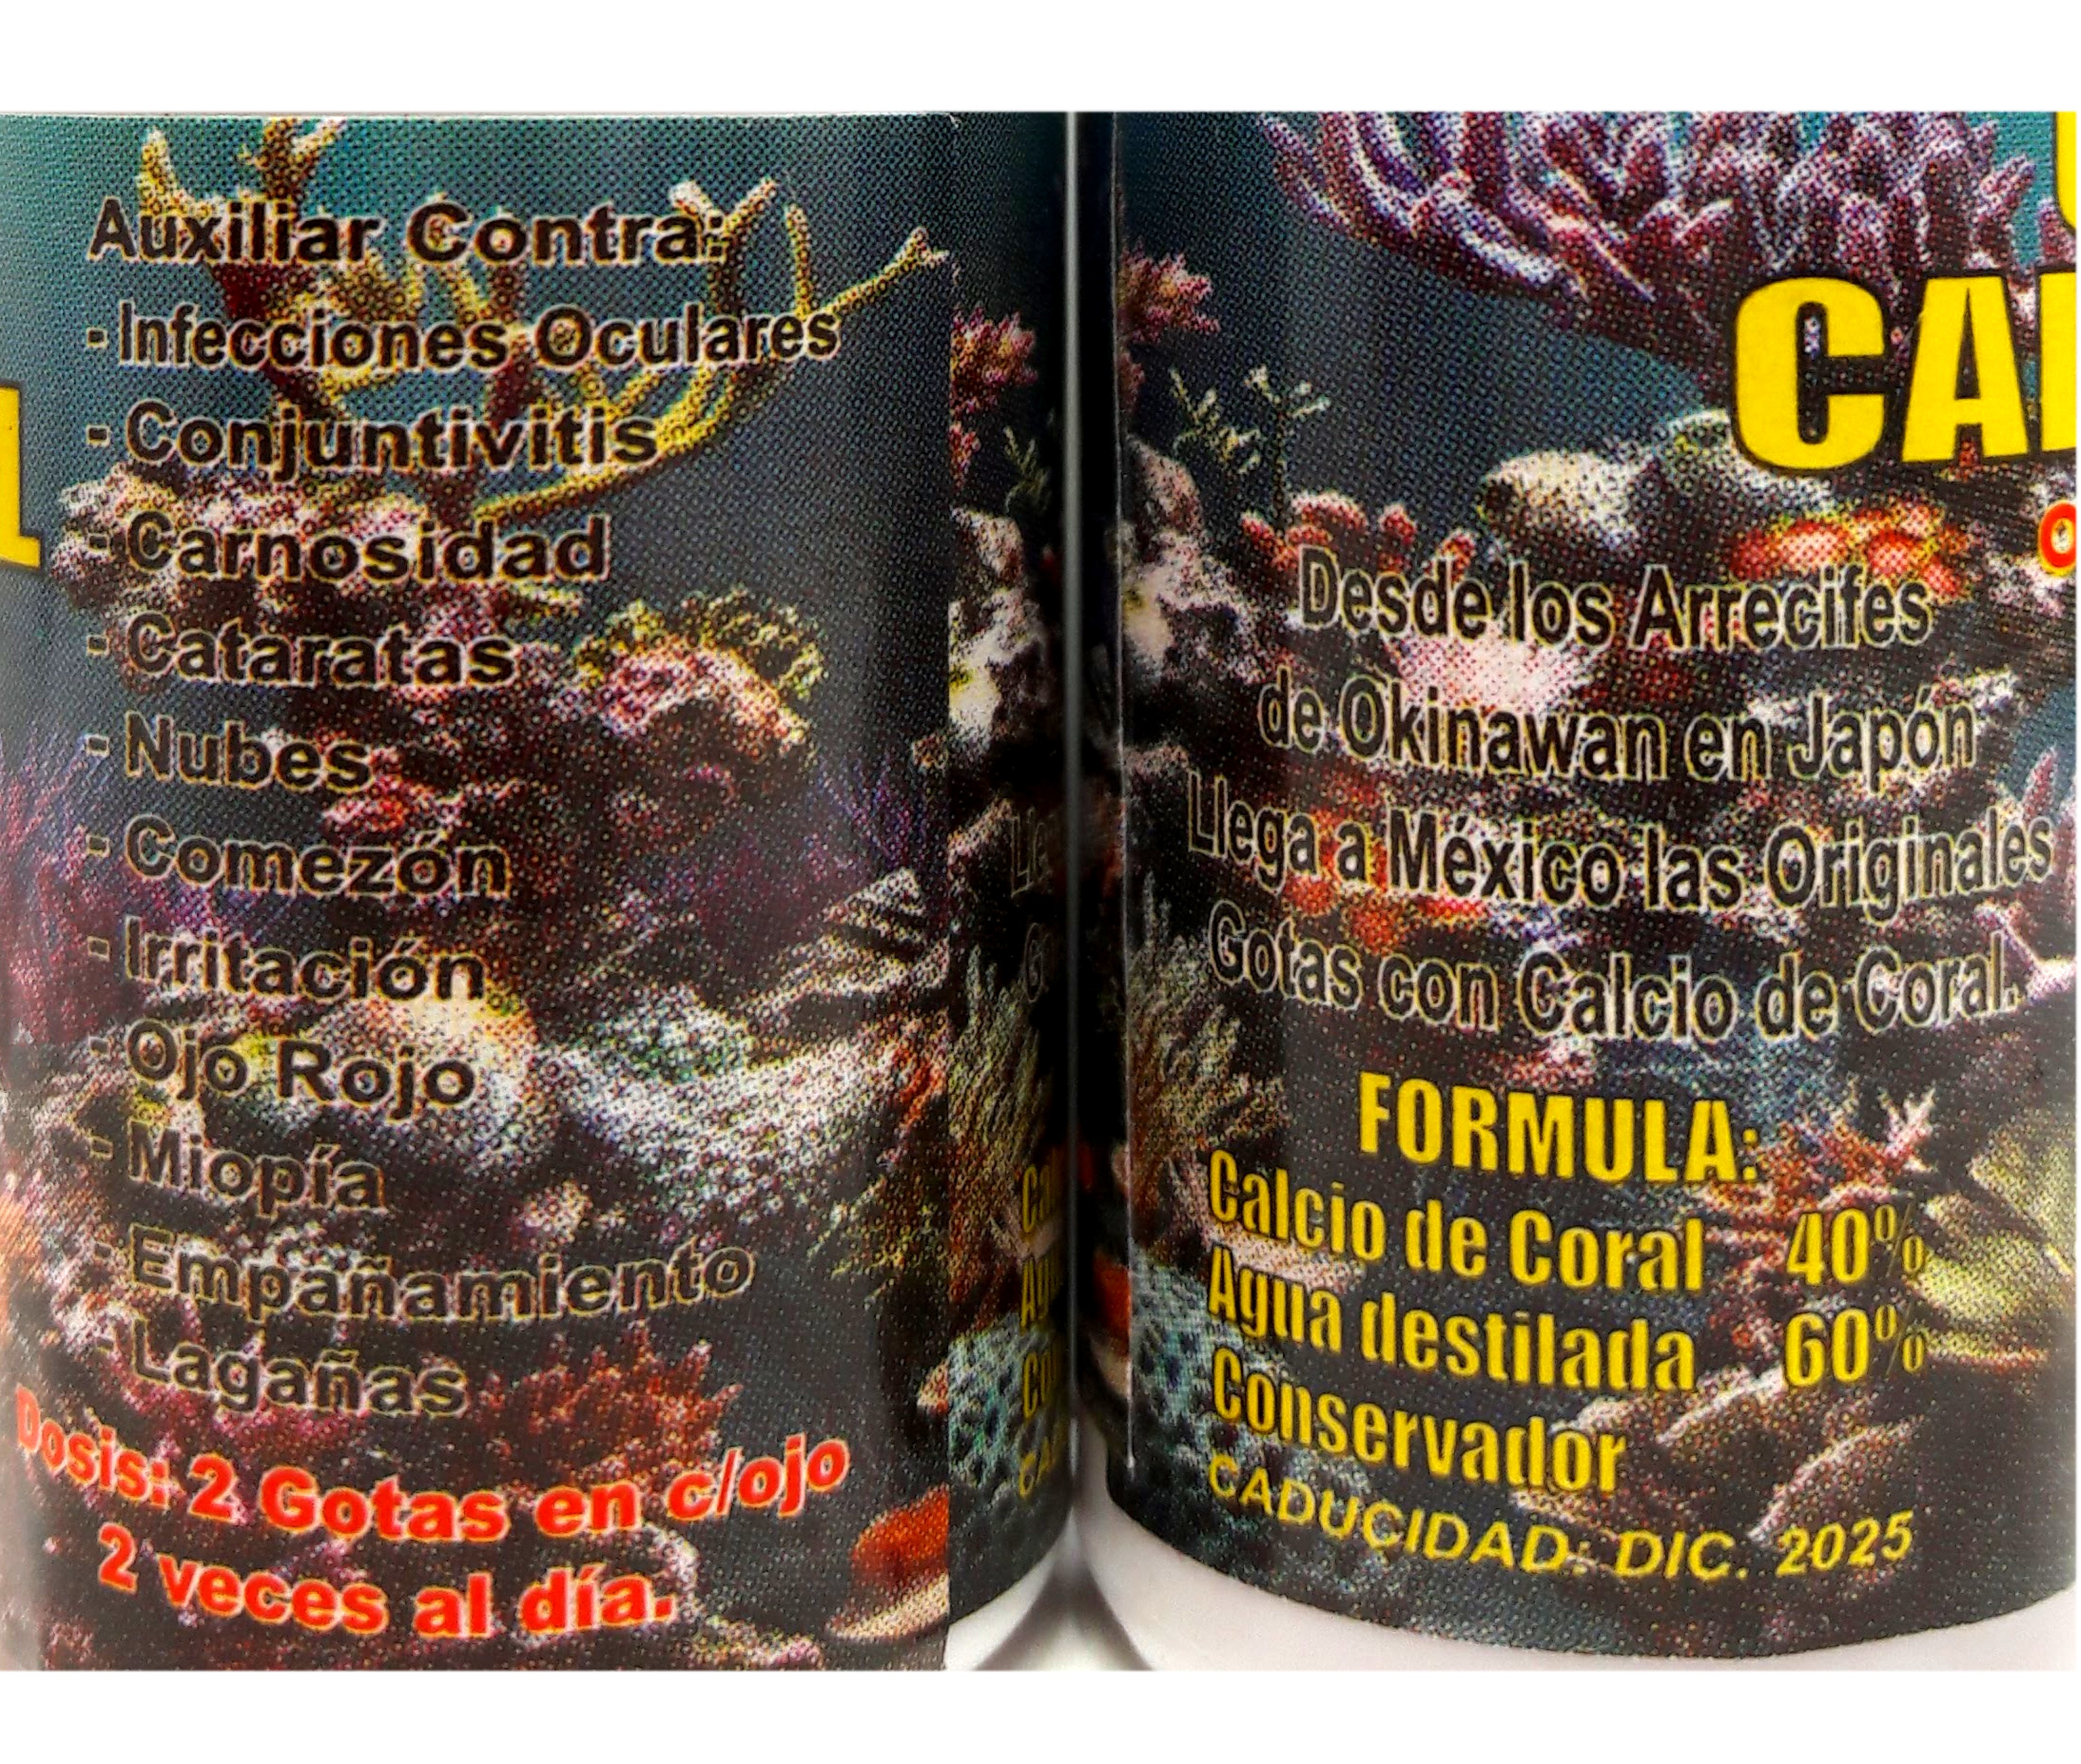 Auxiliar Contra:
- Infecciones Oculares
- Conjuntivitis
- Carnosidad
- Cataratas
- Nubes
- Comezón
- Irritación
- Ojo Rojo
- Miopía
- Empañamiento
- Lagañas
Dosis: 2 Gotas en c/ojo
2 veces al día.
Desde los Arrecifes
de Okinawan en Japón
Llega a México las Originales
Gotas con Calcio de Coral.
FORMULA:
Calcio de Coral 40%
Agua destilada 60%
Conservador
CADUCIDAD: DIC. 2025